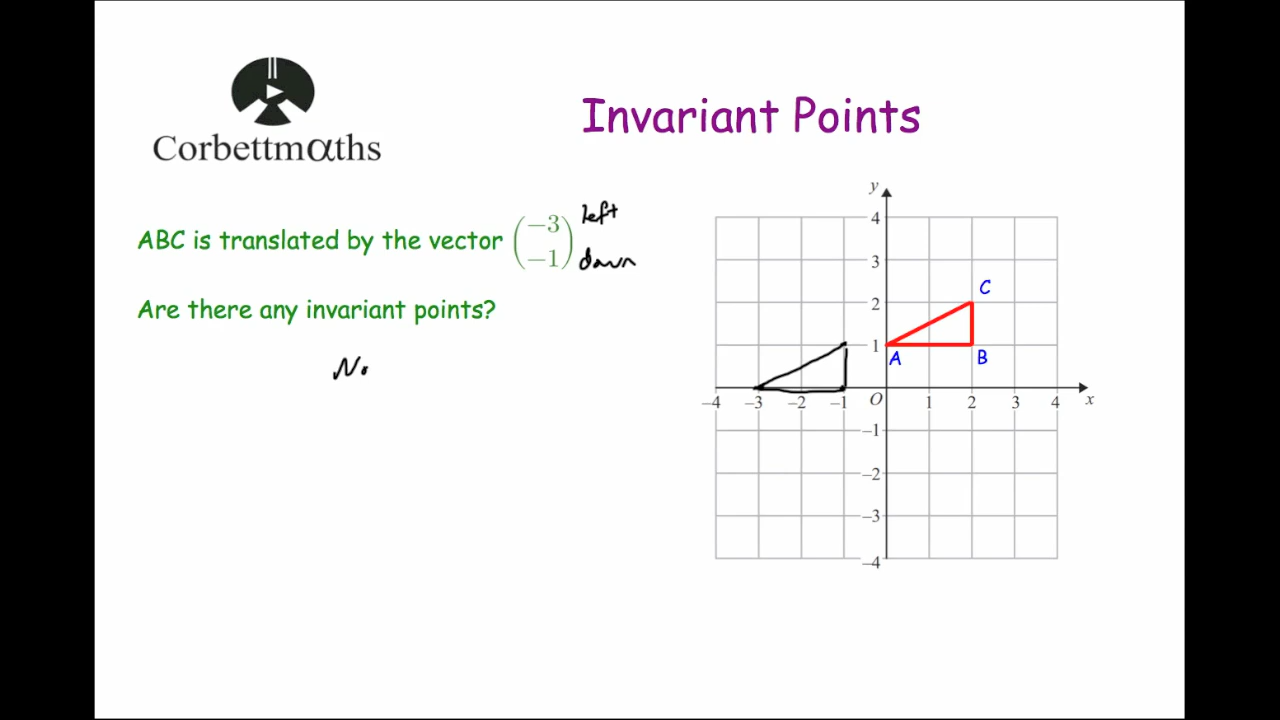 Corbettmαths
Invariant Points
ABC is translated by the vector (−3 −1)
left
down
Are there any invariant points?
No
y
4
3
2
1
−4 −3 −2 −1 O 1 2 3 4 x
−1
−2
−3
−4
C
A
B